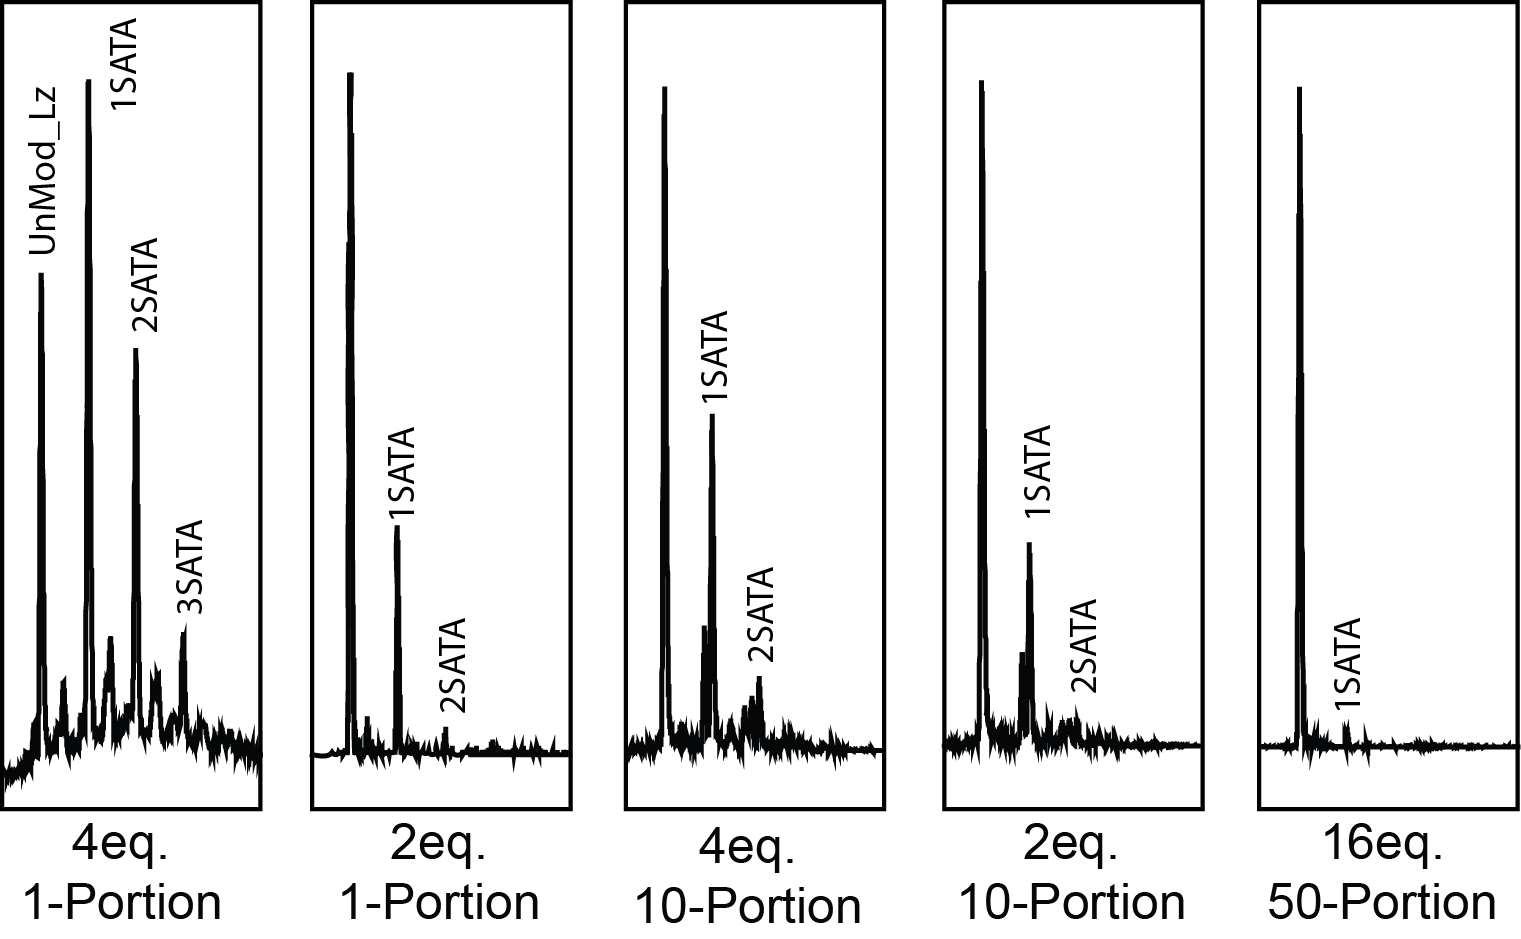 UnMod_Lz
1SATA
2SATA
3SATA
4eq.
1-Portion
1SATA
2SATA
2eq.
1-Portion
1SATA
2SATA
4eq.
10-Portion
1SATA
2SATA
2eq.
10-Portion
1SATA
16eq.
50-Portion